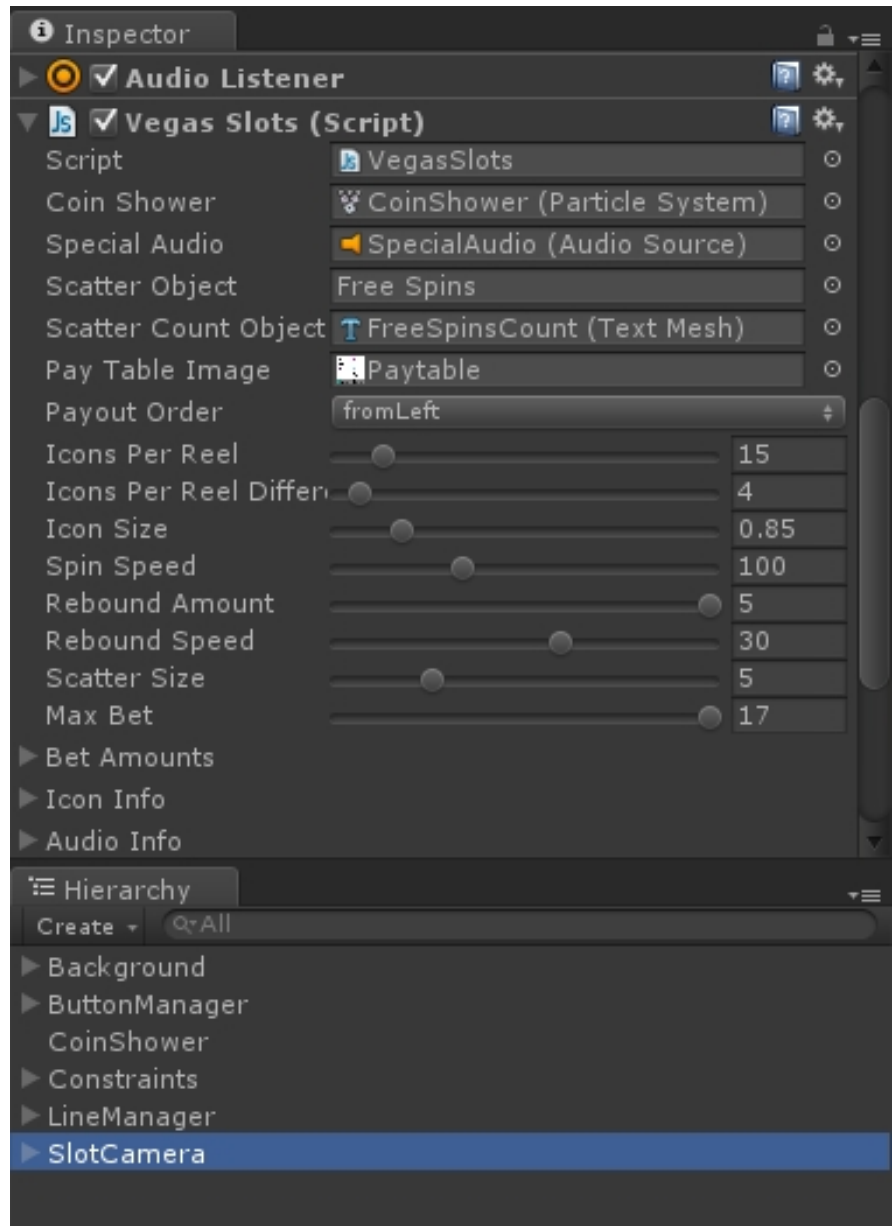 Inspector
Audio Listener
Vegas Slots (Script)
Script VegasSlots
Coin Shower CoinShower (Particle System)
Special Audio SpecialAudio (Audio Source)
Scatter Object Free Spins
Scatter Count Object FreeSpinsCount (Text Mesh)
Pay Table Image Paytable
Payout Order fromLeft
Icons Per Reel 15
Icons Per Reel Differ 4
Icon Size 0.85
Spin Speed 100
Rebound Amount 5
Rebound Speed 30
Scatter Size 5
Max Bet 17
Bet Amounts
Icon Info
Audio Info
Hierarchy
Create All
Background
ButtonManager
CoinShower
Constraints
LineManager
SlotCamera